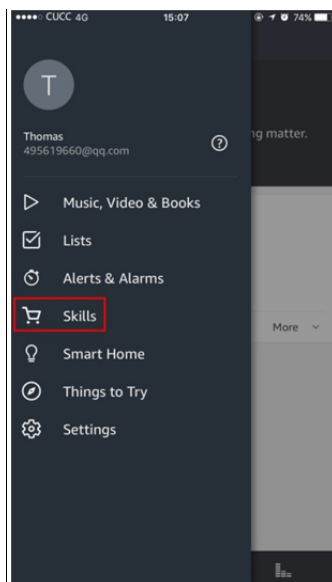 CUCC 4G 15:07 74%
T
Thomas
495619660@qq.com
ng matter.
Music, Video & Books
Lists
Alerts & Alarms
Skills
More
Smart Home
Things to Try
Settings